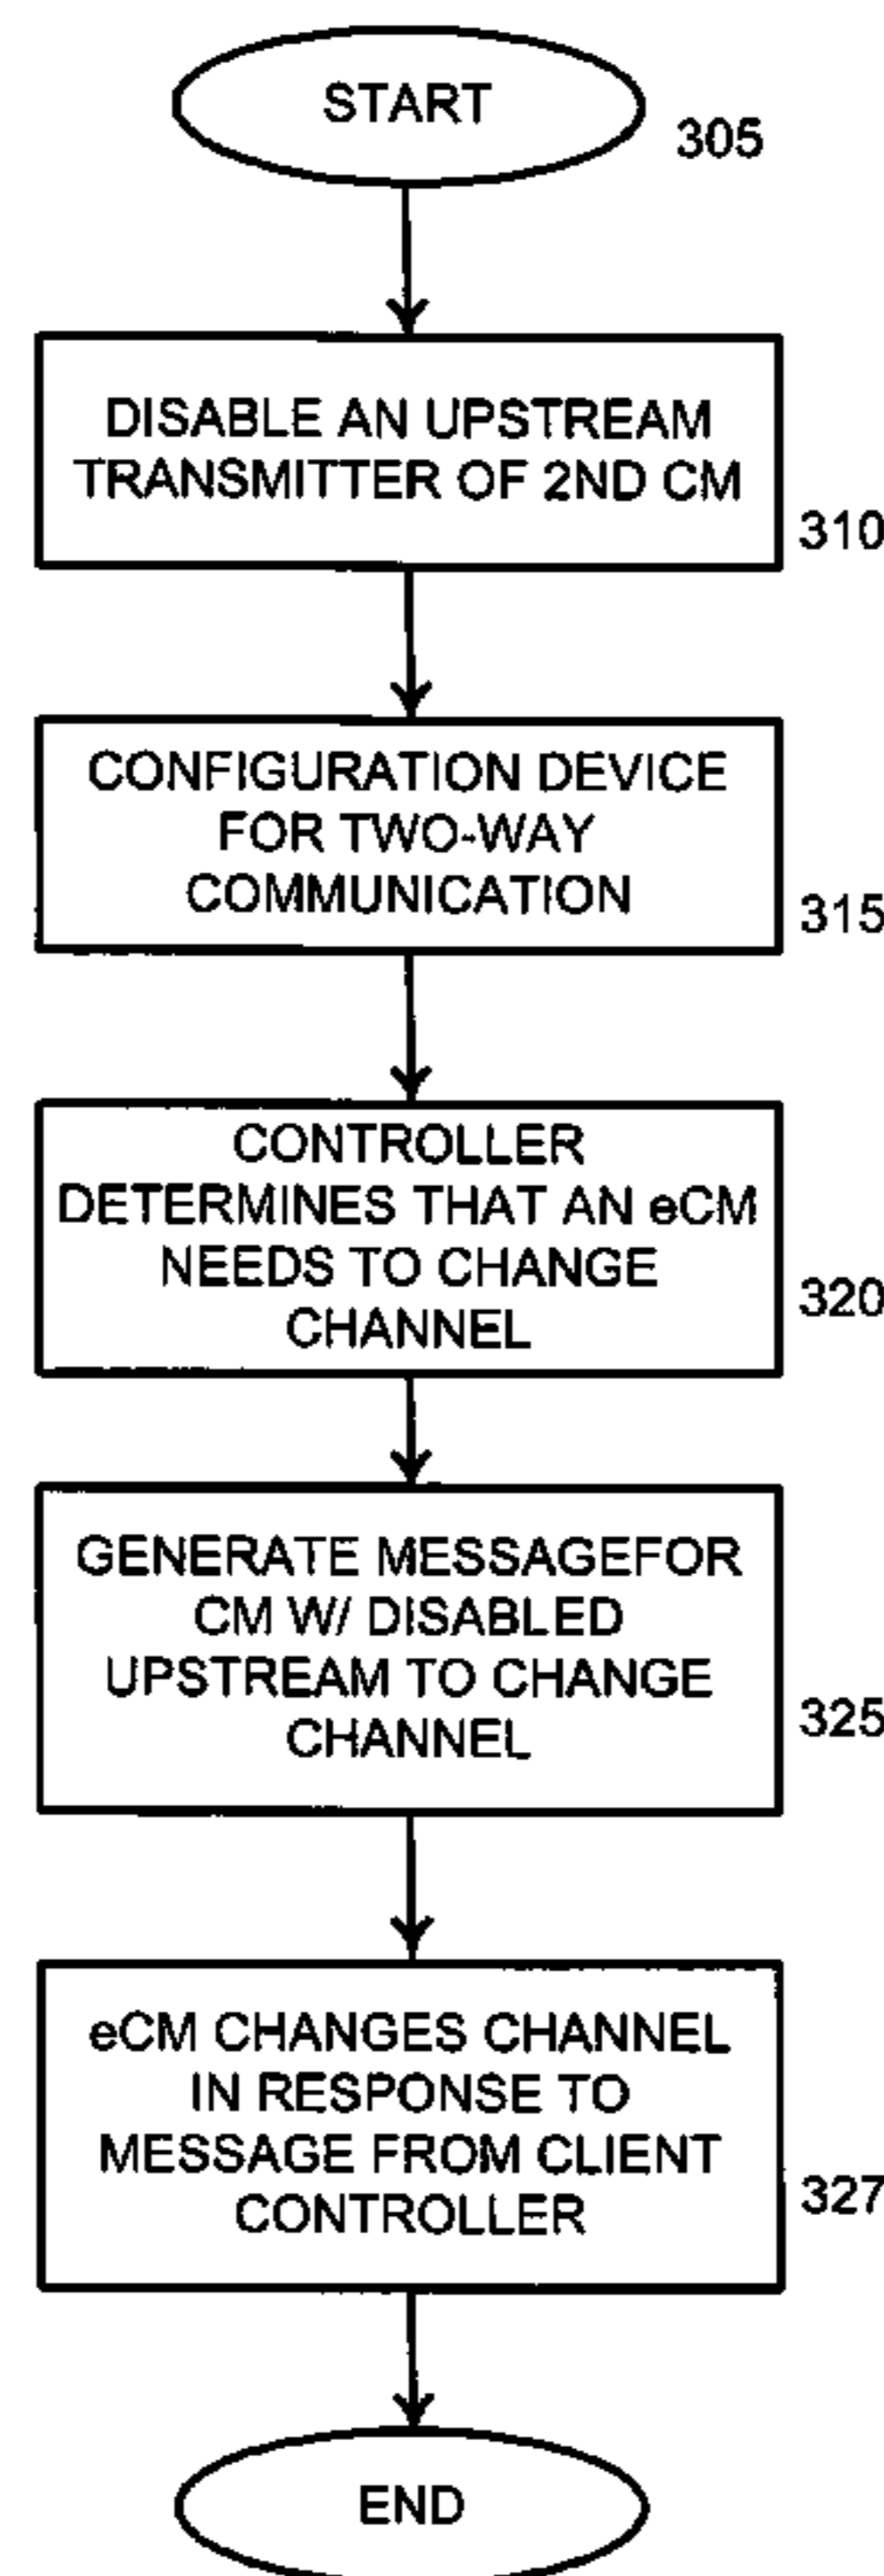 START
305
DISABLE AN UPSTREAM
TRANSMITTER OF 2ND CM
310
CONFIGURATION DEVICE
FOR TWO-WAY
COMMUNICATION
315
CONTROLLER
DETERMINES THAT AN eCM
NEEDS TO CHANGE
CHANNEL
320
GENERATE MESSAGEFOR
CM W/ DISABLED
UPSTREAM TO CHANGE
CHANNEL
325
eCM CHANGES CHANNEL
IN RESPONSE TO
MESSAGE FROM CLIENT
CONTROLLER
327
END